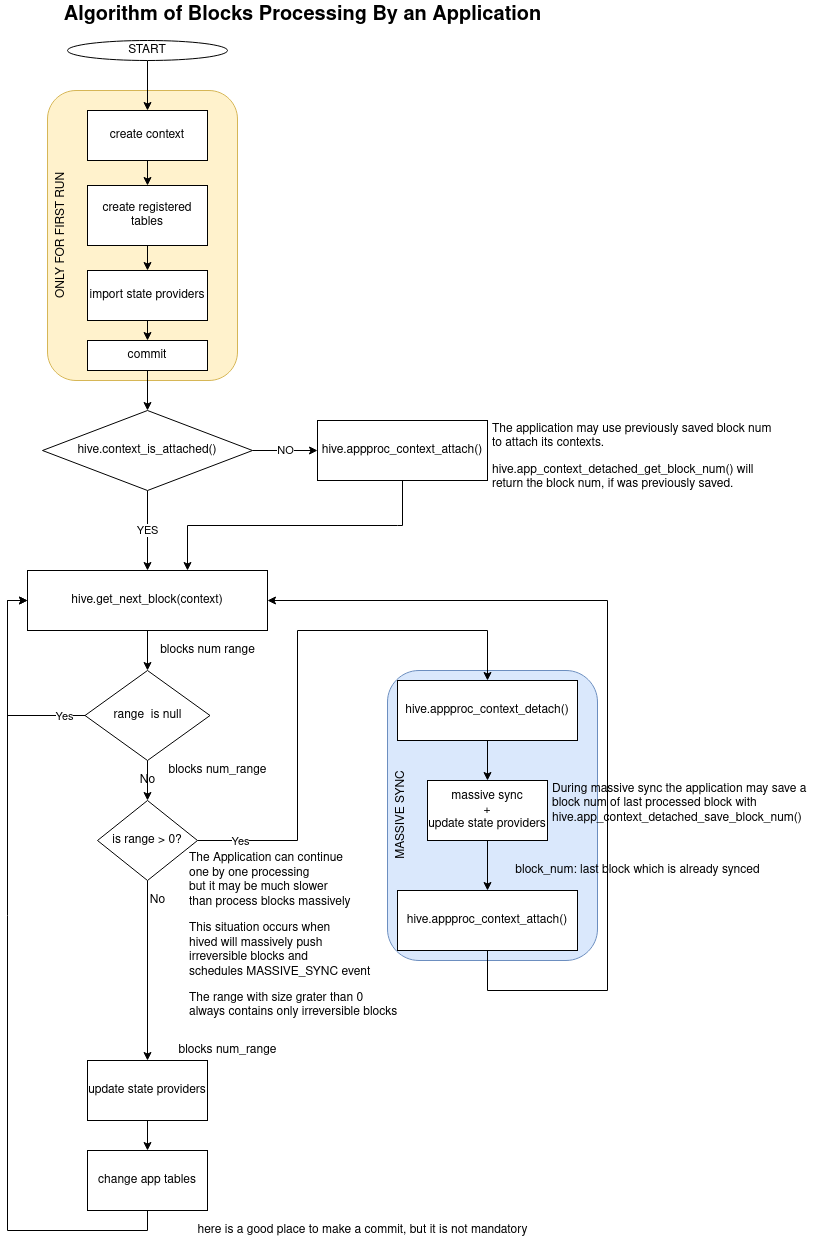 Algorithm of Blocks Processing By an Application
START
ONLY FOR FIRST RUN
create context
create registered
tables
import state providers
commit
hive.context_is_attached()
NO
hive.appproc_context_attach()
The application may use previously saved block num
to attach its contexts.
hive.app_context_detached_get_block_num() will
return the block num, if was previously saved.
YES
hive.get_next_block(context)
blocks num range
range  is null
Yes
No
blocks num_range
is range > 0?
Yes
The Application can continue
one by one processing
but it may be much slower
than process blocks massively
This situation occurs when
hived will massively push
irreversible blocks and
schedules MASSIVE_SYNC event
The range with size grater than 0
always contains only irreversible blocks
No
MASSIVE SYNC
hive.appproc_context_detach()
massive sync
+
update state providers
During massive sync the application may save a
block num of last processed block with
hive.app_context_detached_save_block_num()
block_num: last block which is already synced
hive.appproc_context_attach()
blocks num_range
update state providers
change app tables
here is a good place to make a commit, but it is not mandatory